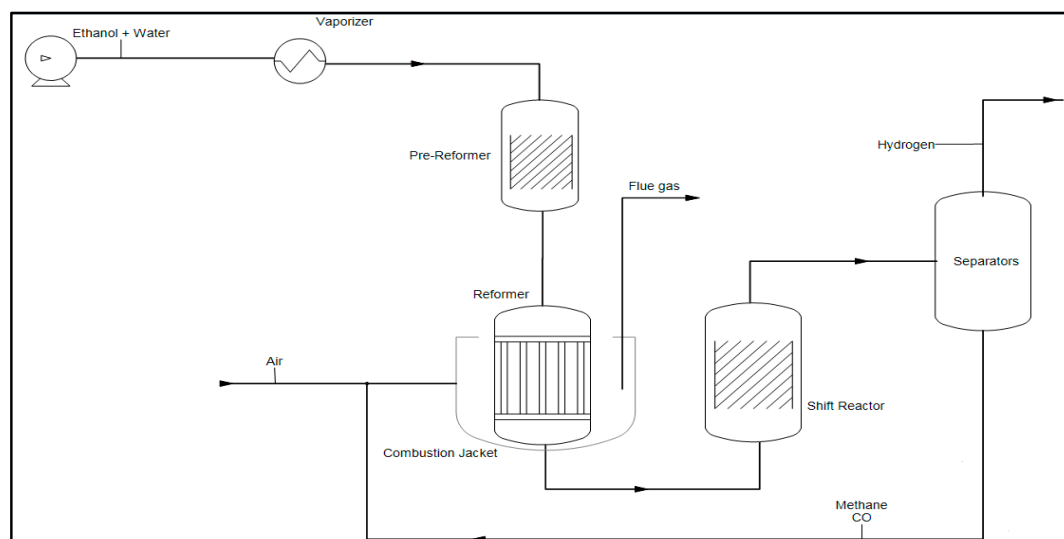 Vaporizer
Ethanol + Water
Pre-Reformer
Hydrogen
Flue gas
Separators
Reformer
Air
Shift Reactor
Combustion Jacket
Methane
CO